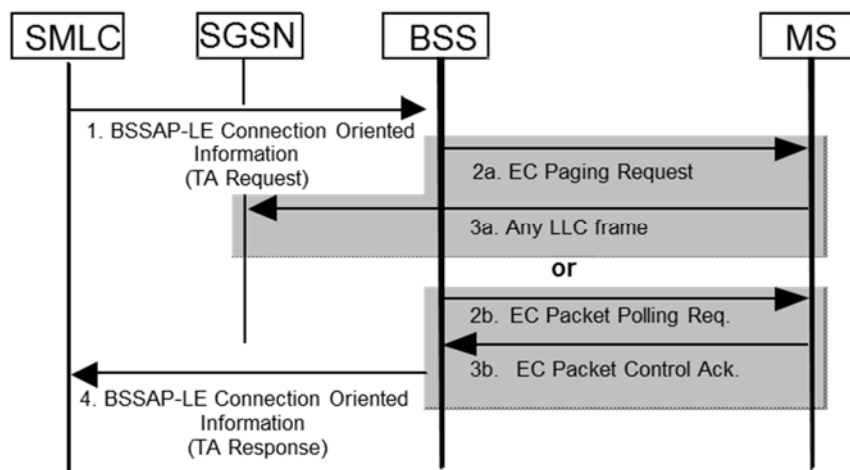 SMLC
SGSN
BSS
MS
1. BSSAP-LE Connection Oriented
Information
(TA Request)
2a. EC Paging Request
3a. Any LLC frame
or
2b. EC Packet Polling Req.
3b. EC Packet Control Ack.
4. BSSAP-LE Connection Oriented
Information
(TA Response)